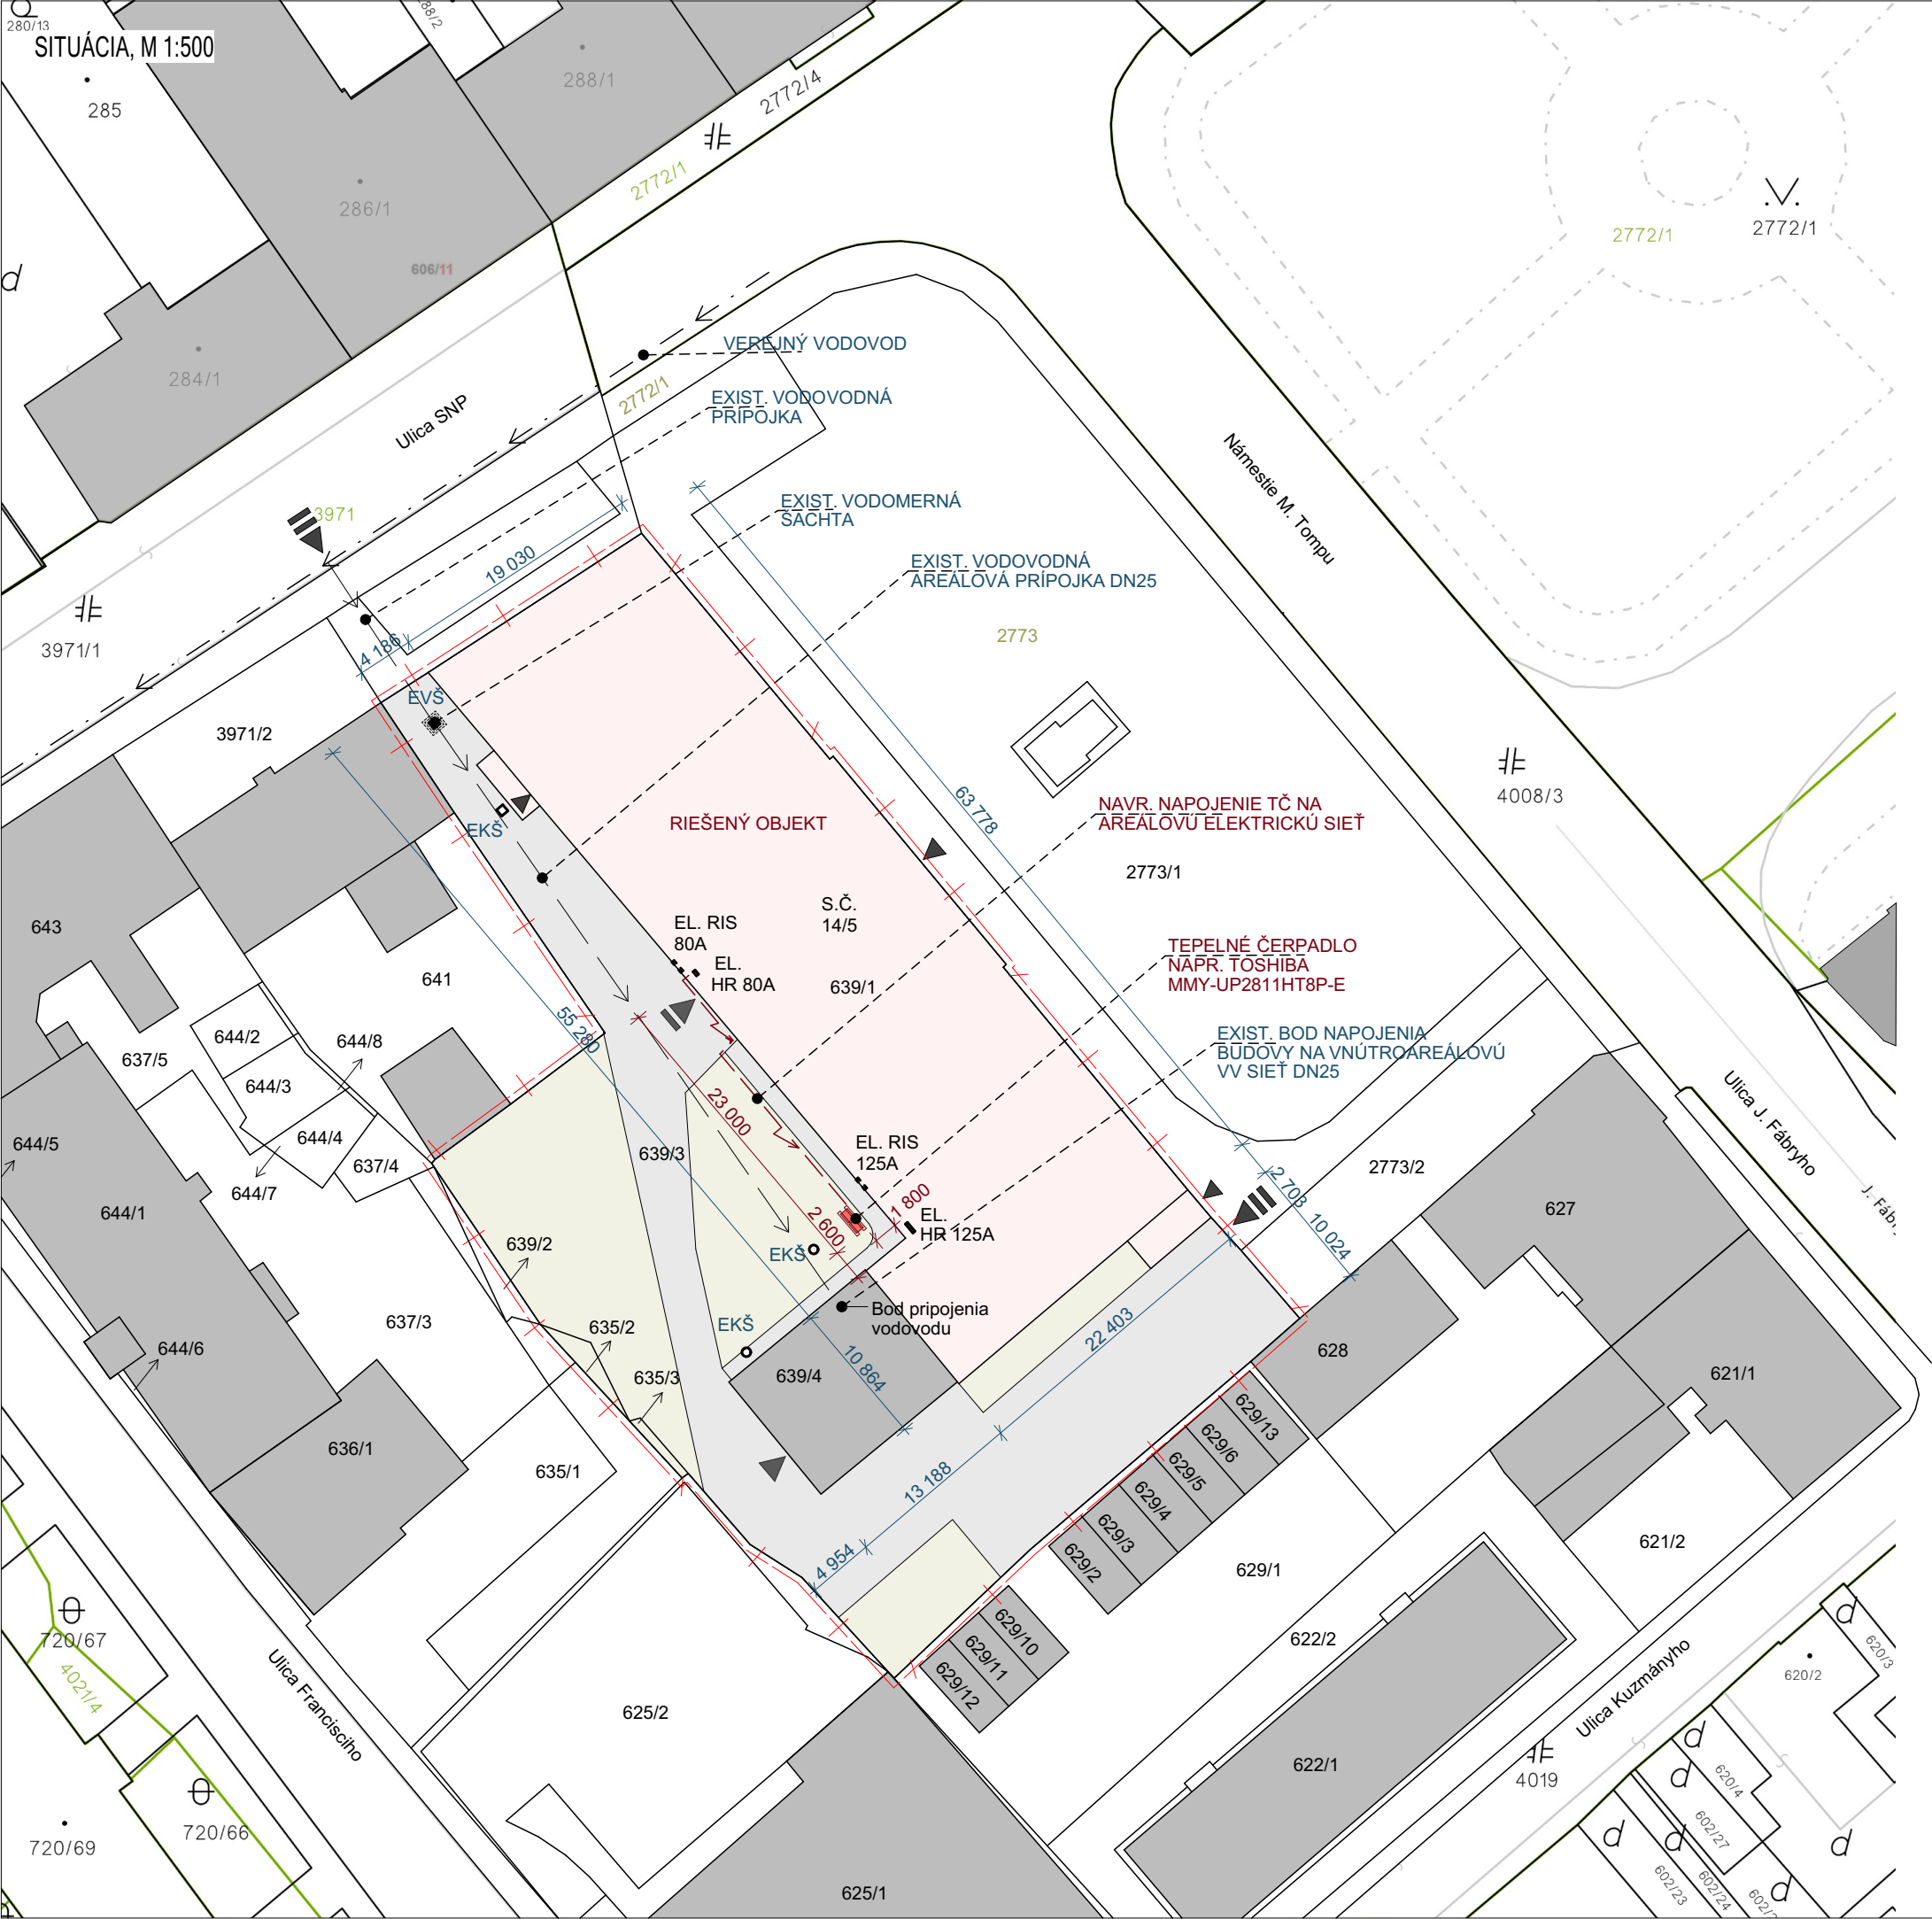 280/13
SITUÁCIA, M 1:500
285
288/2
288/1
2772/4
2772/1
286/1
606/11
284/1
2772/1
2772/1
VEREJNÝ VODOVOD
2772/1
EXIST. VODOVODNÁ
PRÍPOJKA
Ulica SNP
Námestie M. Tompu
3971
EXIST. VODOMERNÁ
ŠACHTA
19 030
EXIST. VODOVODNÁ
AREÁLOVÁ PRÍPOJKA DN25
3971/1
4 186
2773
EVŠ
3971/2
4008/3
63 778
NAVR. NAPOJENIE TČ NA
AREÁLOVÚ ELEKTRICKÚ SIEŤ
EKŠ
RIEŠENÝ OBJEKT
2773/1
S.Č.
14/5
EL. RIS
80A
643
TEPELNÉ ČERPADLO
NAPR. TOSHIBA
MMY-UP2811HT8P-E
EL.
HR 80A
641
639/1
55 280
EXIST. BOD NAPOJENIA
BUDOVY NA VNÚTROAREÁLOVÚ
VV SIEŤ DN25
644/2
644/8
637/5
644/3
23 000
Ulica J. Fábryho
644/5
644/4
637/4
639/3
EL. RIS
125A
2773/2
644/7
644/1
1 800
2 708
627
EL.
HR 125A
2 600
10 024
639/2
EKŠ
637/3
635/2
Bod pripojenia
vodovodu
EKŠ
22 403
644/6
628
635/3
639/4
10 864
621/1
636/1
635/1
629/13
629/6
629/5
629/4
629/3
629/2
13 188
4 954
621/2
629/1
629/10
629/11
629/12
622/2
720/67
4021/4
Ulica Francisciho
Ulica Kuzmányho
620/3
620/2
625/2
622/1
4019
620/4
602/27
720/66
720/69
625/1
602/23
602/24